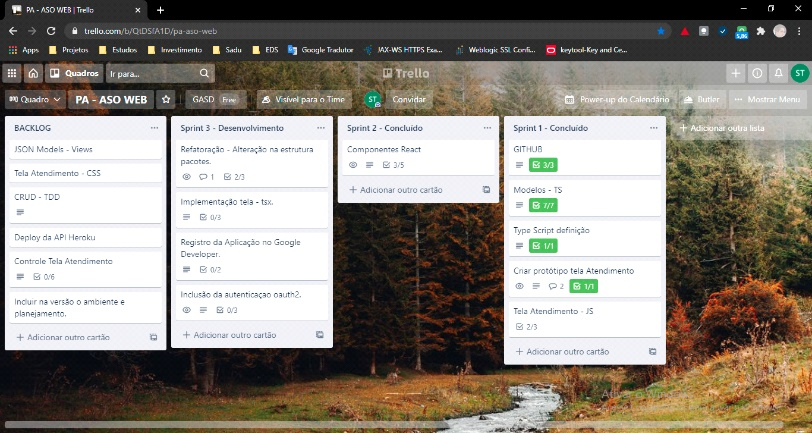 PA - ASO WEB | Trello
trello.com/b/QtDSfA1D/pa-aso-web
5,86
Apps
Projetos
Estudos
Investimento
Sadu
EDS
Google Tradutor
JAX-WS HTTPS Exa...
Weblogic SSL Confi...
keytool-Key and Ce...
Quadros
Ir para...
Trello
ST
Quadro
PA - ASO WEB
GASD Free
Visível para o Time
ST
Convidar
Power-up do Calendário
Butler
Mostrar Menu
BACKLOG
JSON Models - Views
Tela Atendimento - CSS
CRUD - TDD
Deploy da API Heroku
Controle Tela Atendimento
0/6
Incluir na versão o ambiente e
planejamento.
+ Adicionar outro cartão
Sprint 3 - Desenvolvimento
Refatoração - Alteração na estrutura
pacotes.
1 2/3
Implementação tela - tsx.
0/3
Registro da Aplicação no Google
Developer.
0/2
Inclusão da autenticaçao oauth2.
0/3
+ Adicionar outro cartão
Sprint 2 - Concluído
Componentes React
3/5
+ Adicionar outro cartão
Sprint 1 - Concluído
GITHUB
3/3
Modelos - TS
7/7
Type Script definição
1/1
Criar protótipo tela Atendimento
2 1/1
Tela Atendimento - JS
2/3
+ Adicionar outro cartão
+ Adicionar outra lista